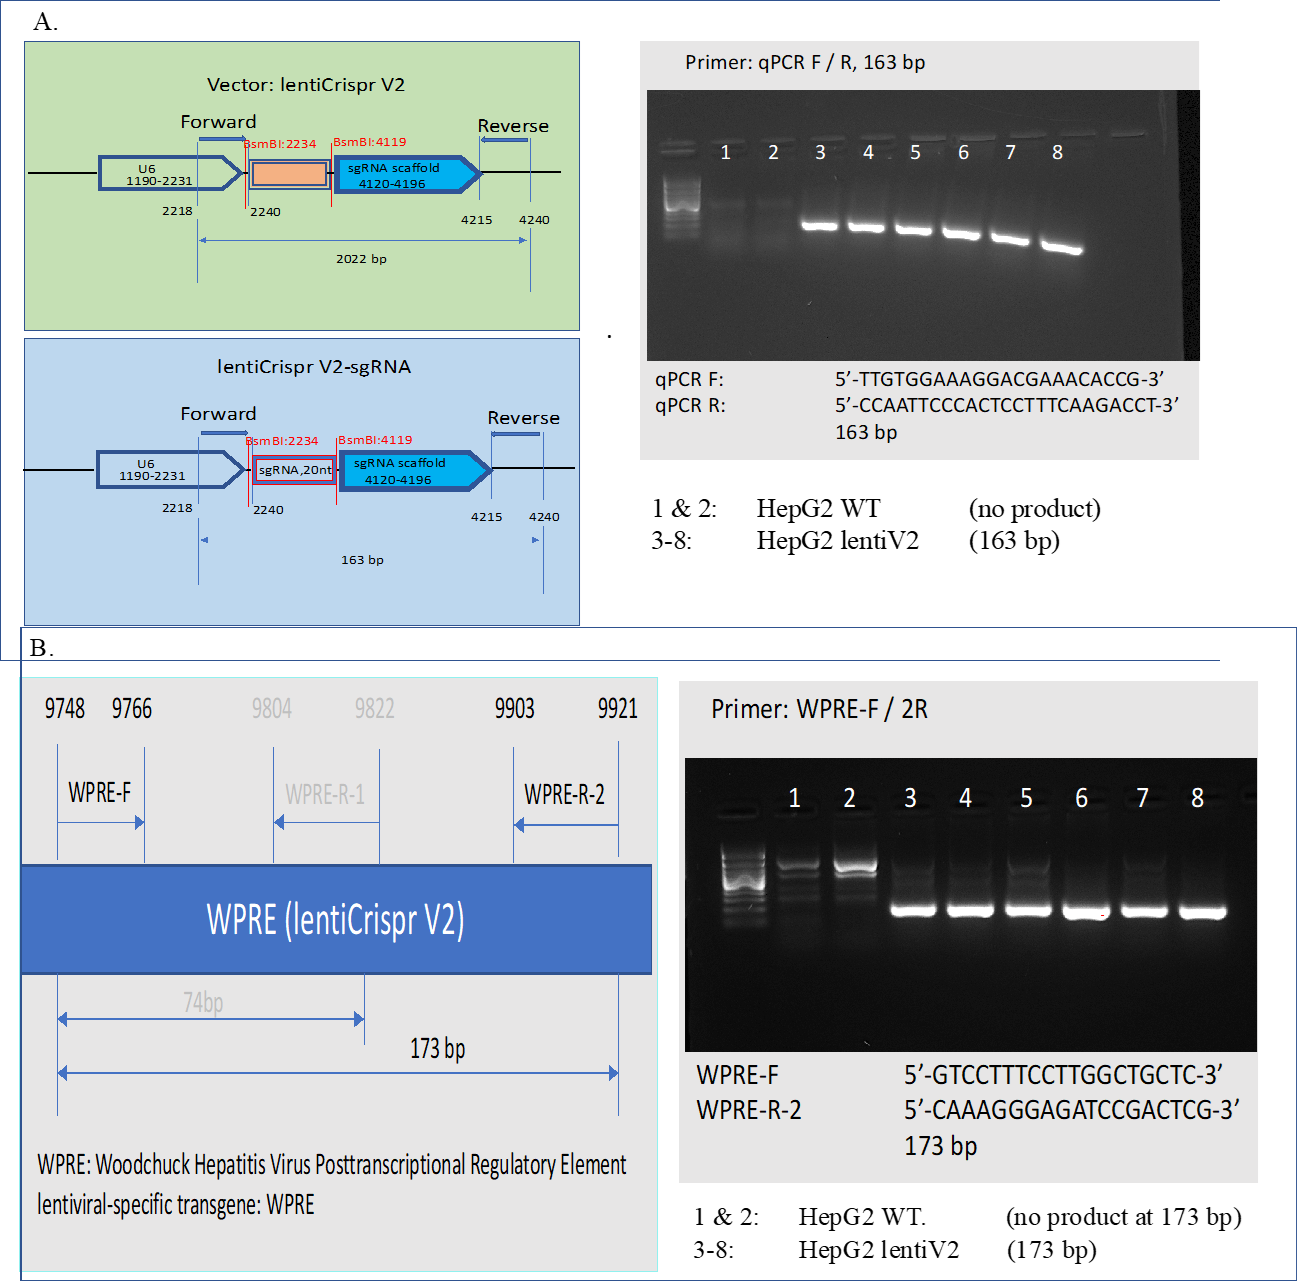 A.
Vector: lentiCrispr V2
Forward
Reverse
BsmBI:2234
BsmBI:4119
U6
1190-2231
sgRNA scaffold
4120-4196
2218
2240
4215
4240
2022 bp
lentiCrispr V2-sgRNA
Forward
Reverse
BsmBI:2234
BsmBI:4119
U6
1190-2231
sgRNA,20nt
sgRNA scaffold
4120-4196
2218
2240
4215
4240
163 bp
Primer: qPCR F / R, 163 bp
1 2 3 4 5 6 7 8
qPCR F: 5’-TTGTGGAAAGGACGAAACACCG-3’
qPCR R: 5’-CCAATTCCCACTCCTTTCAAGACCT-3’
163 bp
1 & 2: HepG2 WT (no product)
3-8: HepG2 lentiV2 (163 bp)
.
B.
9748 9766 9804 9822 9903 9921
WPRE-F WPRE-R-1 WPRE-R-2
WPRE (lentiCrispr V2)
74bp
173 bp
WPRE: Woodchuck Hepatitis Virus Posttranscriptional Regulatory Element
lentiviral-specific transgene: WPRE
Primer: WPRE-F / 2R
1 2 3 4 5 6 7 8
WPRE-F 5’-GTCCTTTCCTTGGCTGCTC-3’
WPRE-R-2 5’-CAAAGGGAGATCCGACTCG-3’
173 bp
1 & 2: HepG2 WT. (no product at 173 bp)
3-8: HepG2 lentiV2 (173 bp)